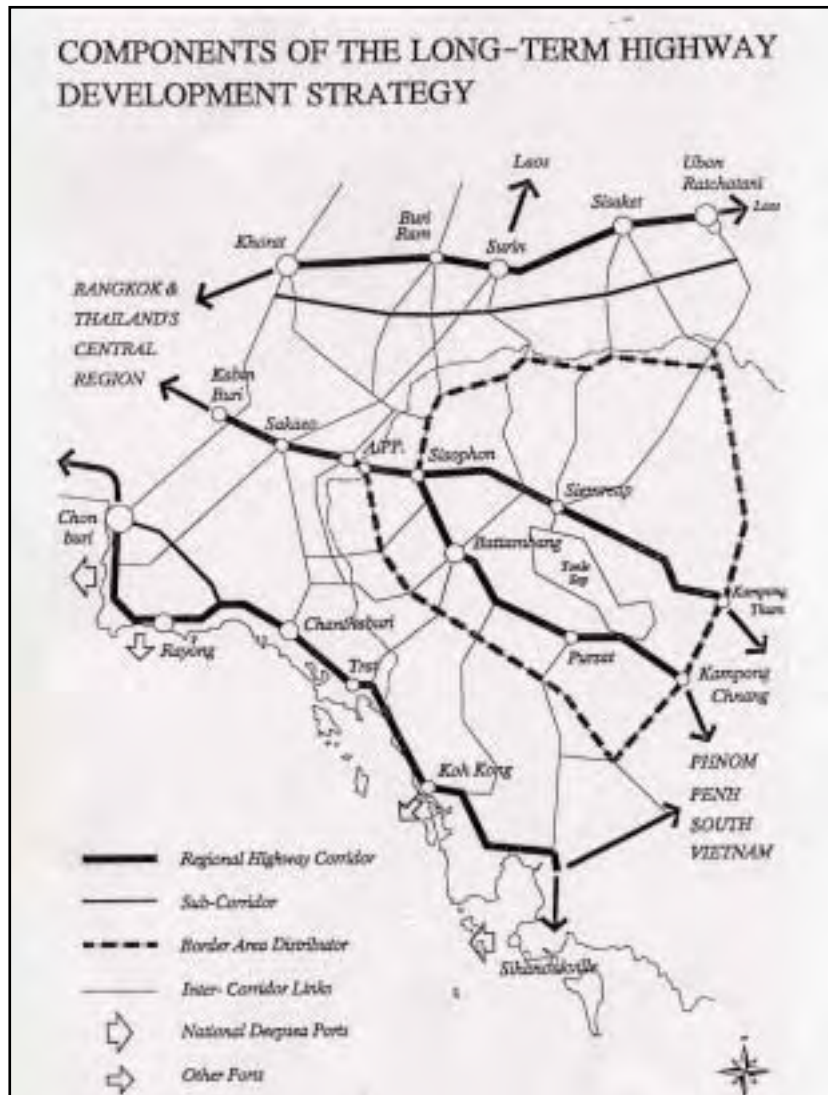 COMPONENTS OF THE LONG-TERM HIGHWAY
DEVELOPMENT STRATEGY
Laos
Ubon
Ratchatani
Laos
Sisaket
Buri
Ram
Surin
Khorat
BANGKOK &
THAILAND'S
CENTRAL
REGION
Kabin
Buri
Sakaeo
A.PP.
Sisophon
Siemreap
Chon
buri
Battambang
Tonle
Sap
Kampong
Thum
Chanthaburi
Rayong
Trat
Pursat
Kampong
Chnang
Koh Kong
PHNOM
PENH
SOUTH
VIETNAM
Regional Highway Corridor
Sub-Corridor
Border Area Distributor
Sihanoukville
Inter-Corridor Links
National Deepsea Ports
Other Ports